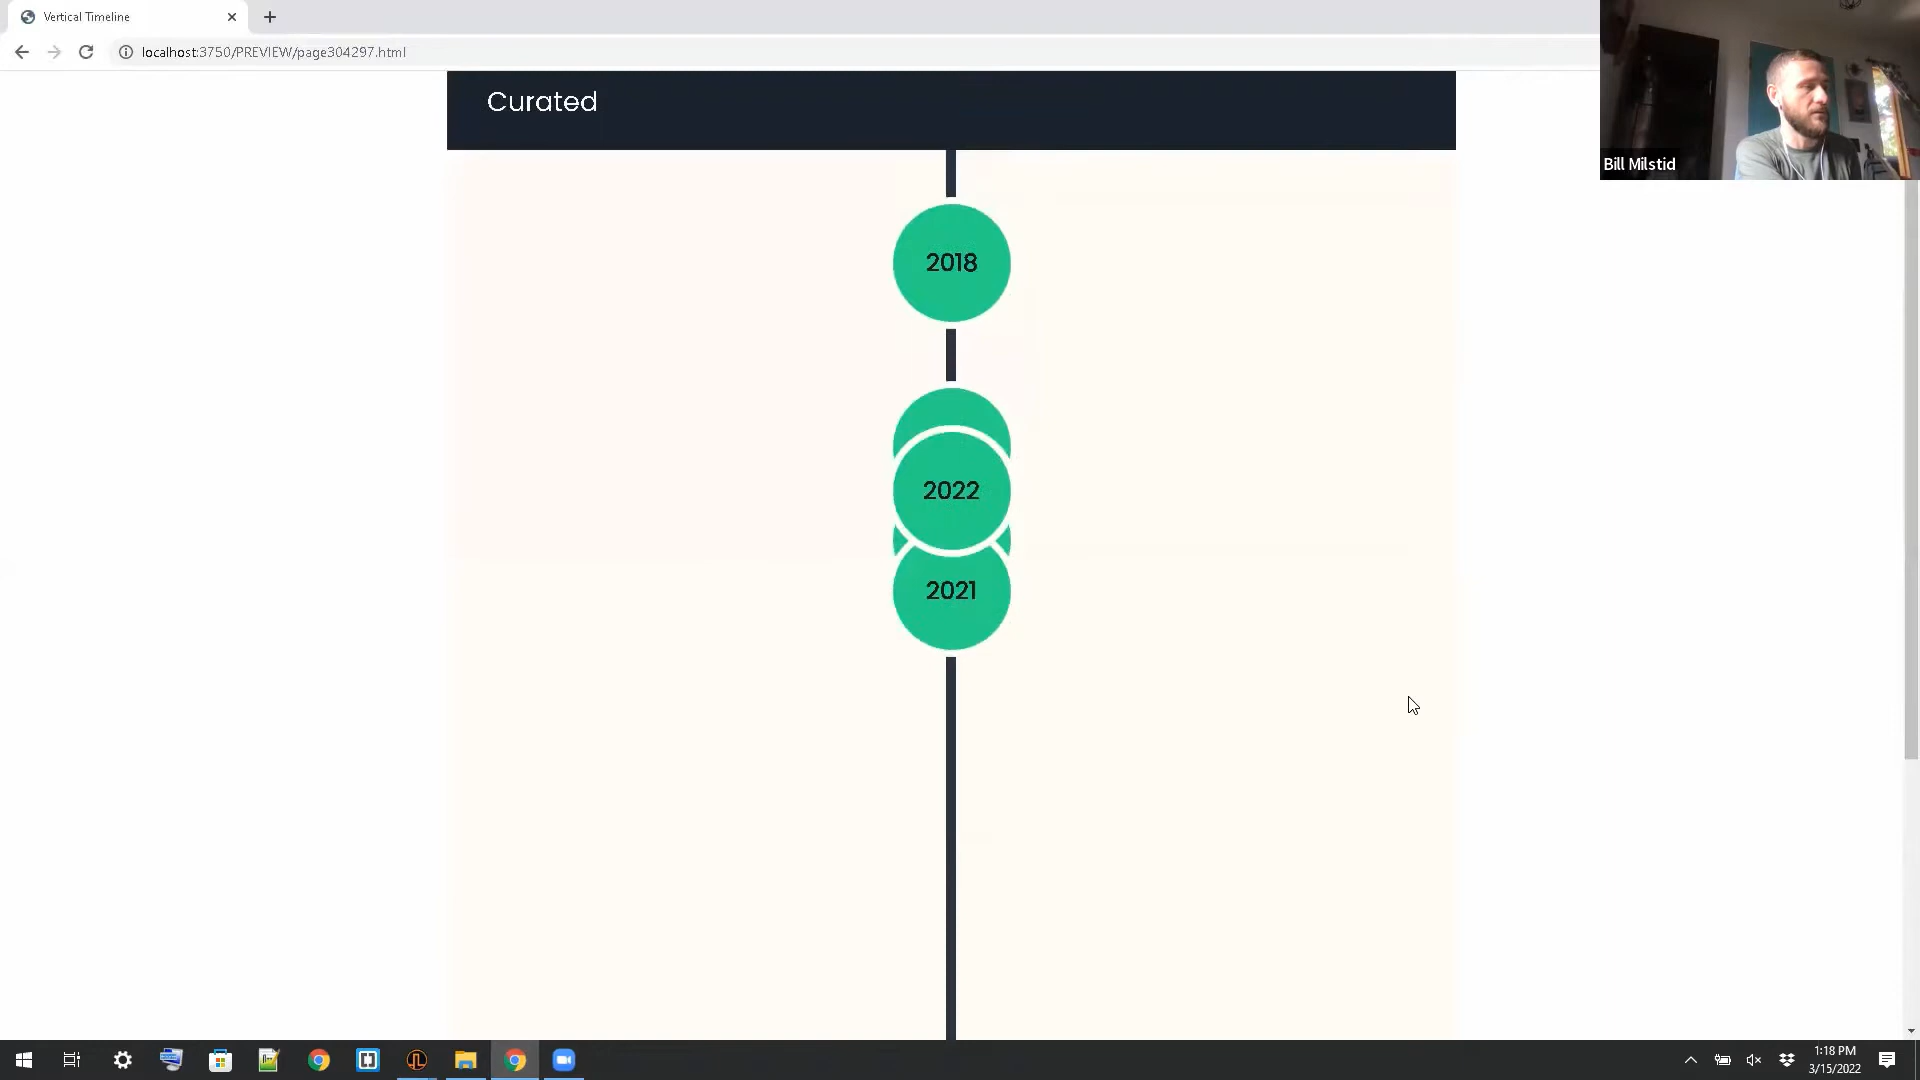 Vertical Timeline
localhost:3750/PREVIEW/page304297.html
Curated
Bill Milstid
2018
2022
2021
1:18 PM
3/15/2022